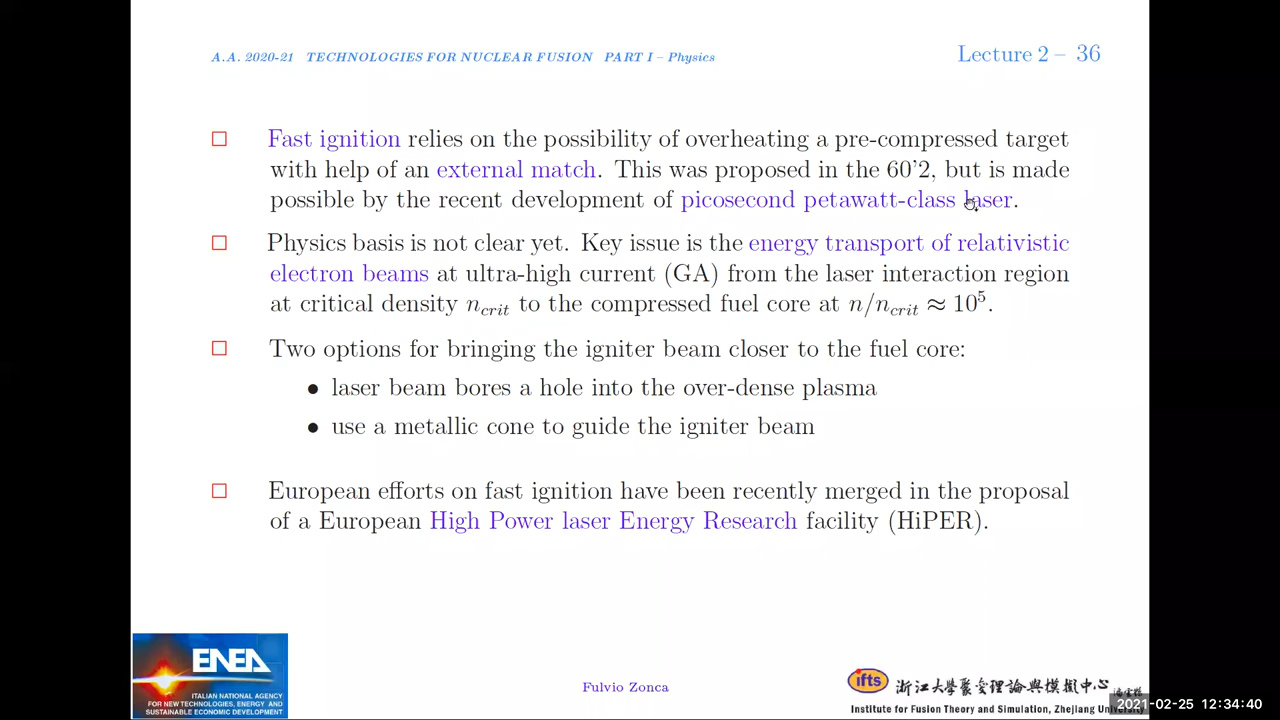 A.A. 2020-21 TECHNOLOGIES FOR NUCLEAR FUSION PART I – Physics
Lecture 2 – 36
Fast ignition relies on the possibility of overheating a pre-compressed target
with help of an external match. This was proposed in the 60'2, but is made
possible by the recent development of picosecond petawatt-class laser.
Physics basis is not clear yet. Key issue is the energy transport of relativistic
electron beams at ultra-high current (GA) from the laser interaction region
at critical density n_crit to the compressed fuel core at n/n_crit ≈ 10^5.
Two options for bringing the igniter beam closer to the fuel core:
• laser beam bores a hole into the over-dense plasma
• use a metallic cone to guide the igniter beam
European efforts on fast ignition have been recently merged in the proposal
of a European High Power laser Energy Research facility (HiPER).
ENEA
ITALIAN NATIONAL AGENCY
FOR NEW TECHNOLOGIES, ENERGY AND
SUSTAINABLE ECONOMIC DEVELOPMENT
Fulvio Zonca
ifts 浙江大學聚变理論與模擬中心
Institute for Fusion Theory and Simulation, Zhejiang
2021-02-25 12:34:40